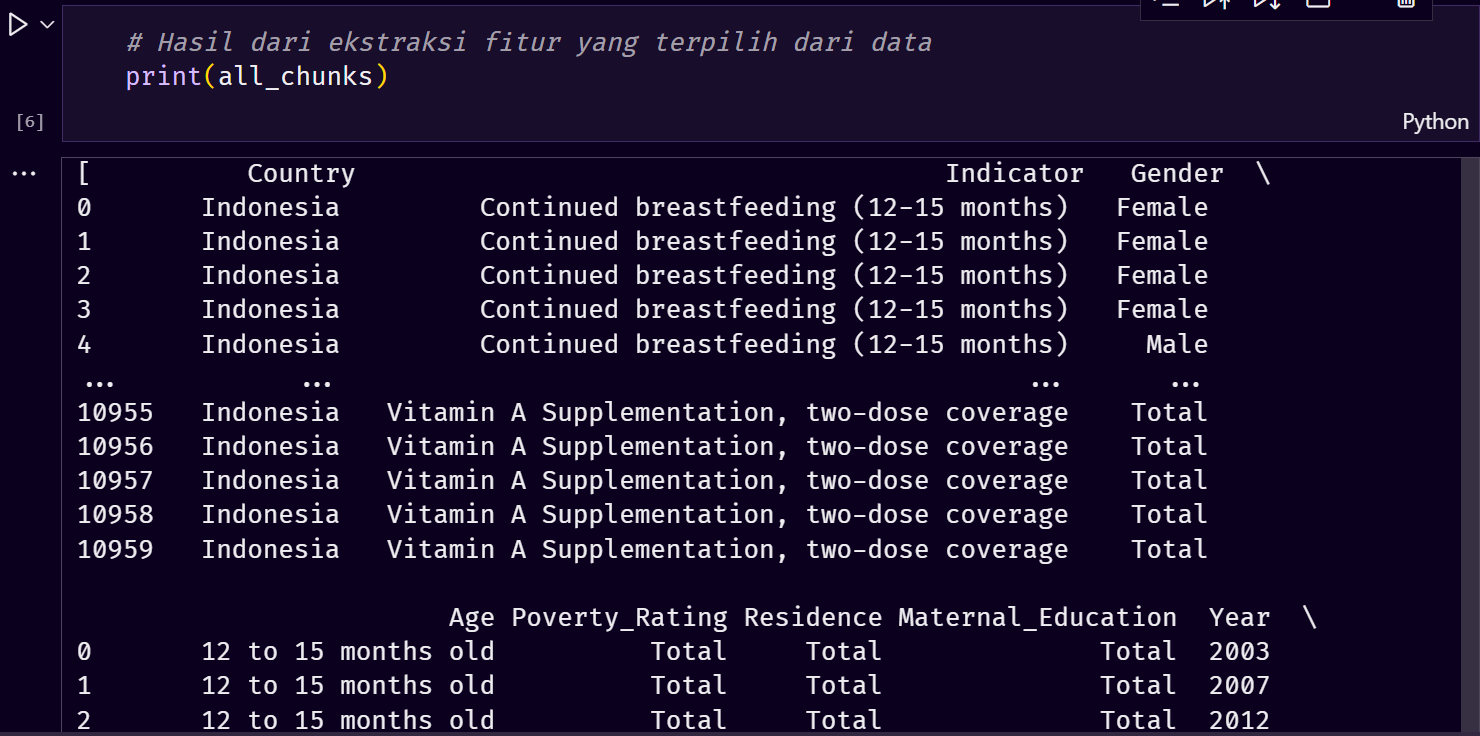 # Hasil dari ekstraksi fitur yang terpilih dari data
print(all_chunks)
[6]
Python
[ Country Indicator Gender \
0 Indonesia Continued breastfeeding (12-15 months) Female
1 Indonesia Continued breastfeeding (12-15 months) Female
2 Indonesia Continued breastfeeding (12-15 months) Female
3 Indonesia Continued breastfeeding (12-15 months) Female
4 Indonesia Continued breastfeeding (12-15 months) Male
... ... ... ...
10955 Indonesia Vitamin A Supplementation, two-dose coverage Total
10956 Indonesia Vitamin A Supplementation, two-dose coverage Total
10957 Indonesia Vitamin A Supplementation, two-dose coverage Total
10958 Indonesia Vitamin A Supplementation, two-dose coverage Total
10959 Indonesia Vitamin A Supplementation, two-dose coverage Total
Age Poverty_Rating Residence Maternal_Education Year \
0 12 to 15 months old Total Total Total 2003
1 12 to 15 months old Total Total Total 2007
2 12 to 15 months old Total Total Total 2012